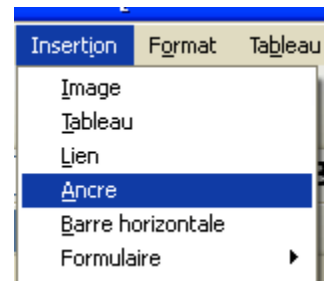 Insertion Format Tableau
Image
Tableau
Lien
Ancre
Barre horizontale
Formulaire